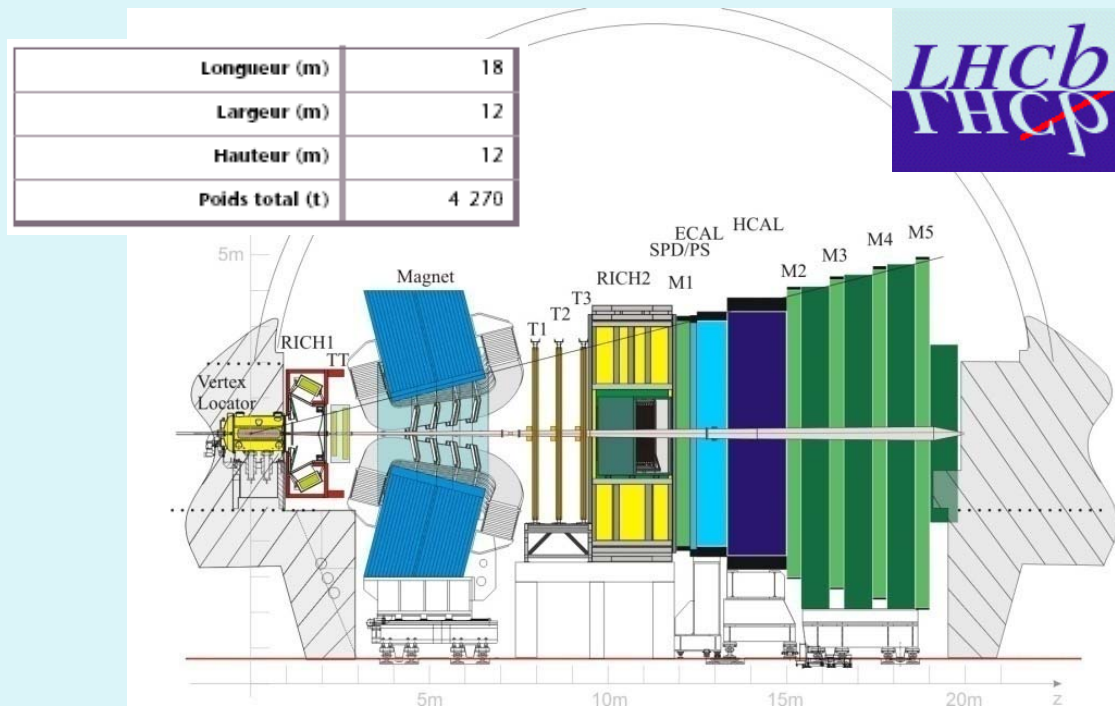 Longueur (m) 18
Largeur (m) 12
Hauteur (m) 12
Poids total (t) 4 270
LHCb
LHCb
5m
Magnet
RICH1
TT
Vertex
Locator
T1
T2
T3
RICH2
M1
SPD/PS
ECAL
HCAL
M2
M3
M4
M5
5m
10m
15m
20m
z